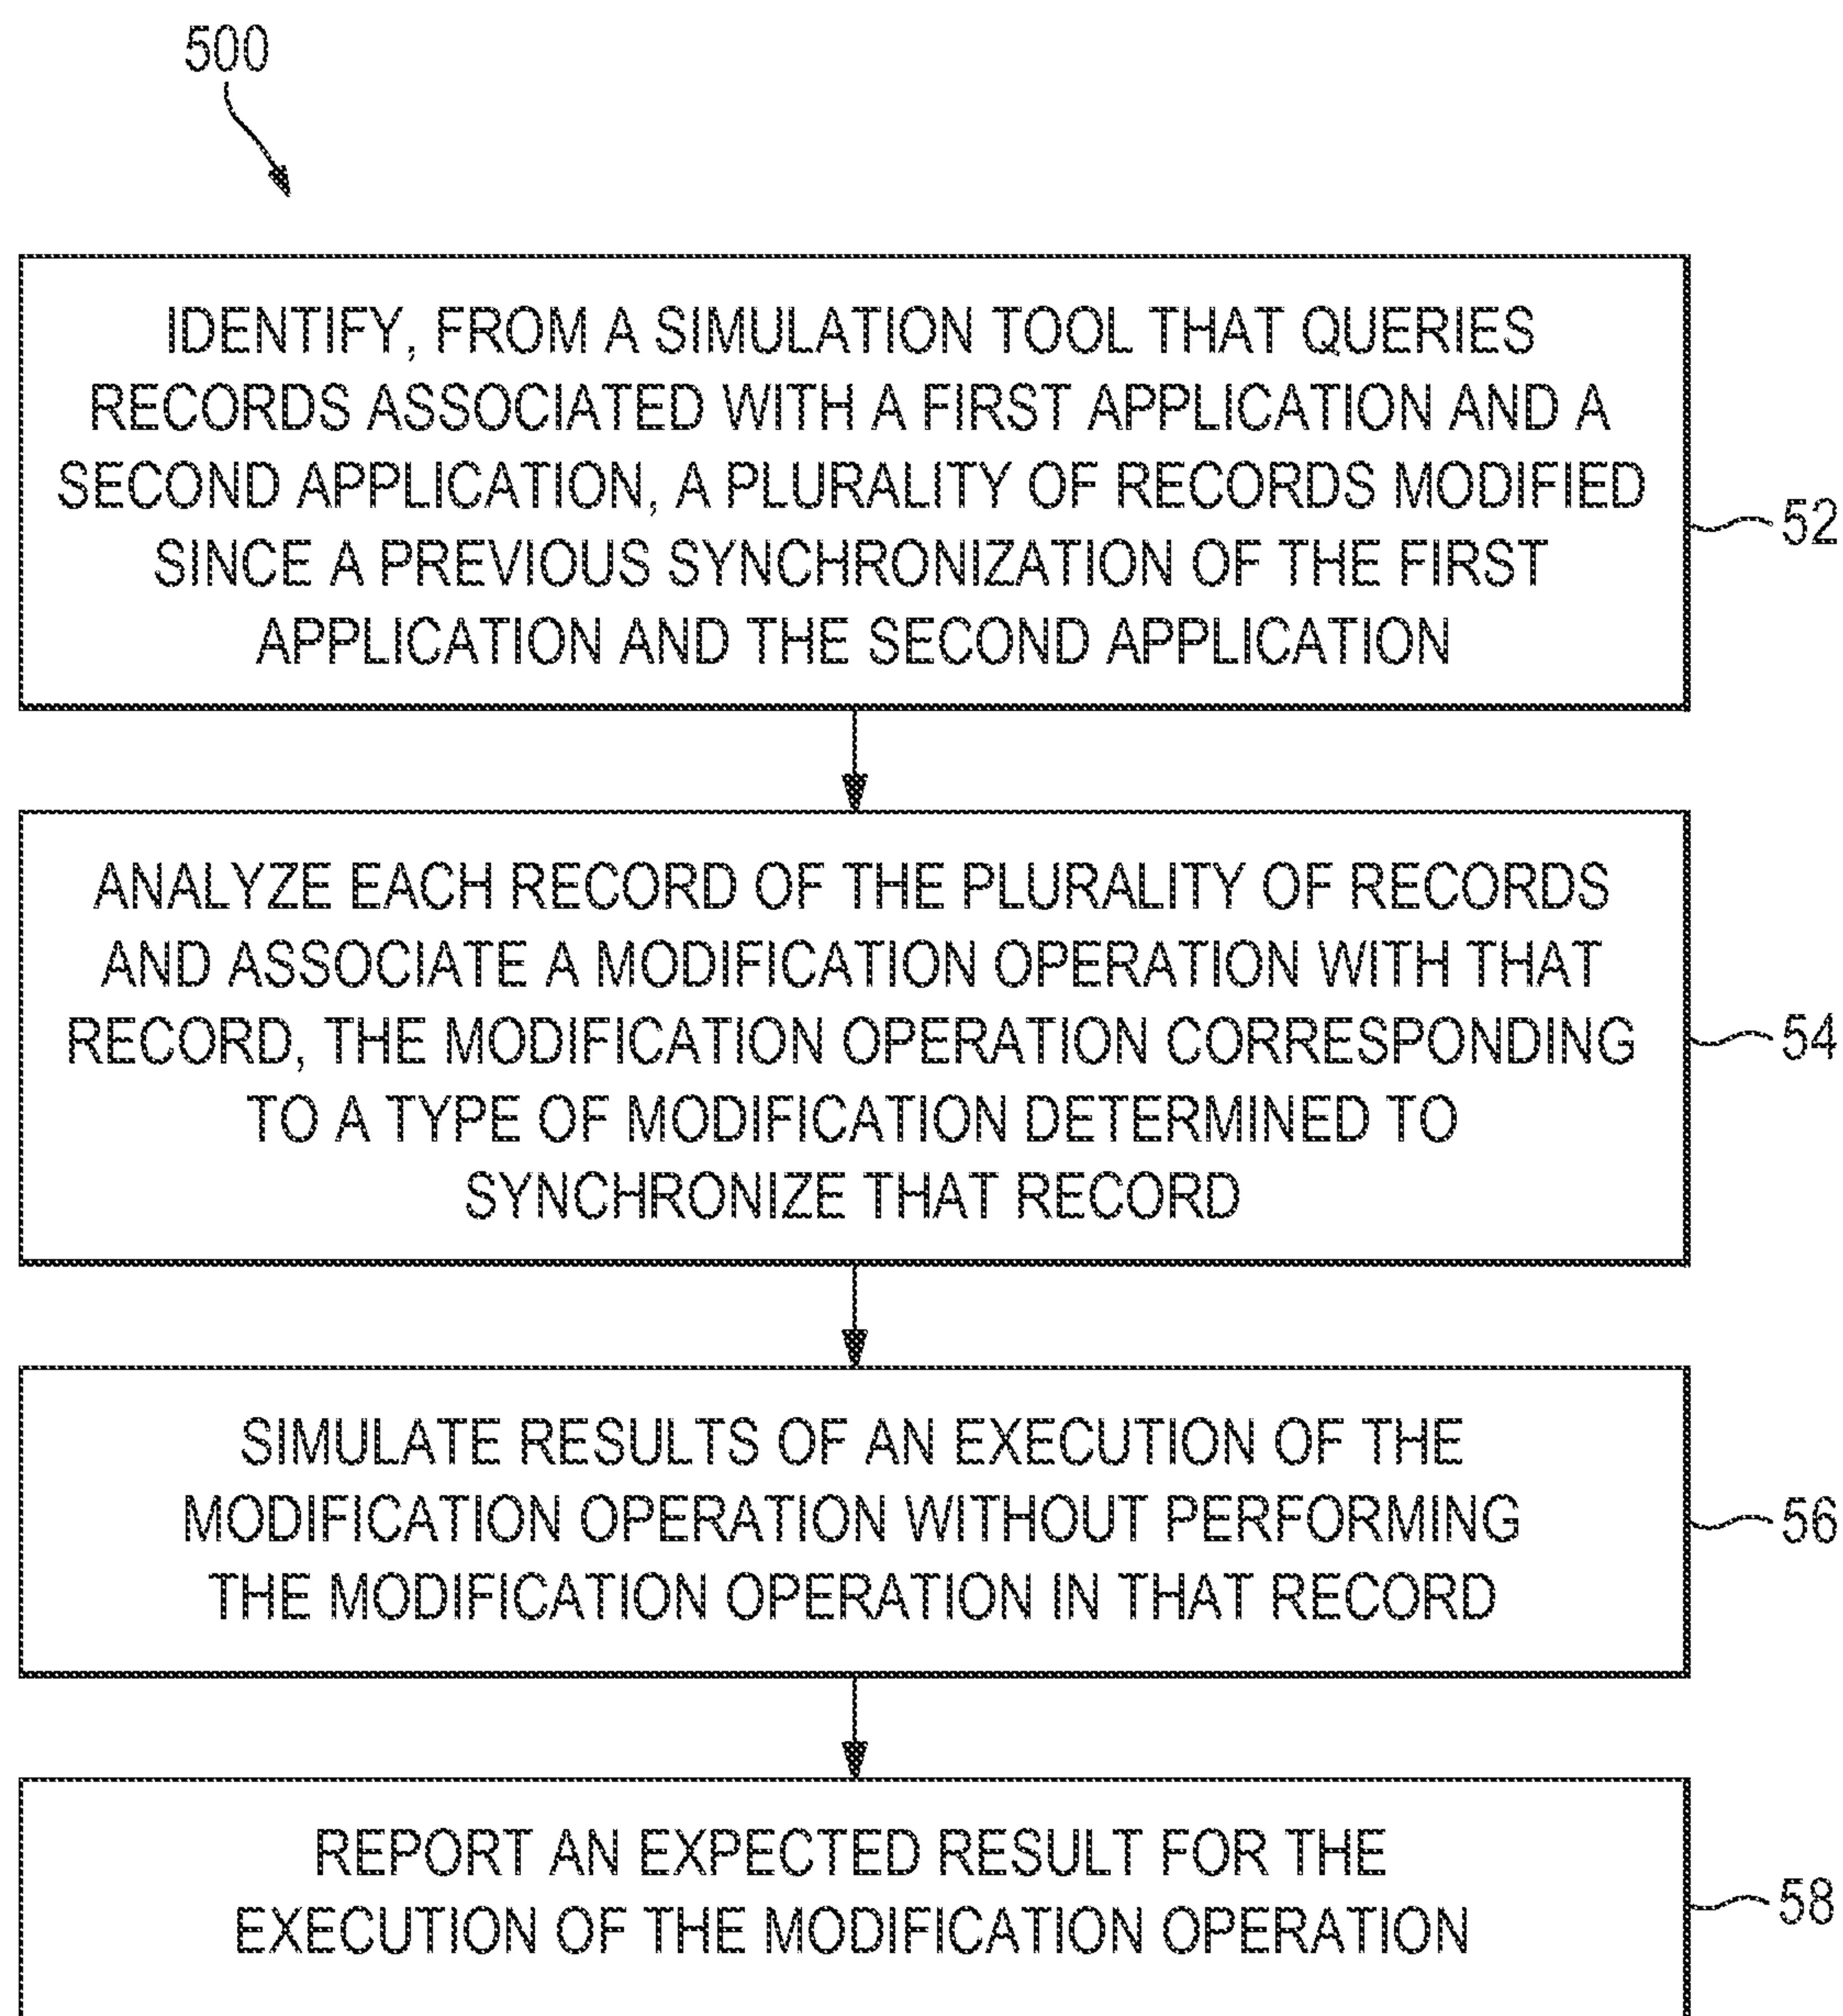 500
IDENTIFY, FROM A SIMULATION TOOL THAT QUERIES
RECORDS ASSOCIATED WITH A FIRST APPLICATION AND A
SECOND APPLICATION, A PLURALITY OF RECORDS MODIFIED
SINCE A PREVIOUS SYNCHRONIZATION OF THE FIRST
APPLICATION AND THE SECOND APPLICATION
52
ANALYZE EACH RECORD OF THE PLURALITY OF RECORDS
AND ASSOCIATE A MODIFICATION OPERATION WITH THAT
RECORD, THE MODIFICATION OPERATION CORRESPONDING
TO A TYPE OF MODIFICATION DETERMINED TO
SYNCHRONIZE THAT RECORD
54
SIMULATE RESULTS OF AN EXECUTION OF THE
MODIFICATION OPERATION WITHOUT PERFORMING
THE MODIFICATION OPERATION IN THAT RECORD
56
REPORT AN EXPECTED RESULT FOR THE
EXECUTION OF THE MODIFICATION OPERATION
58